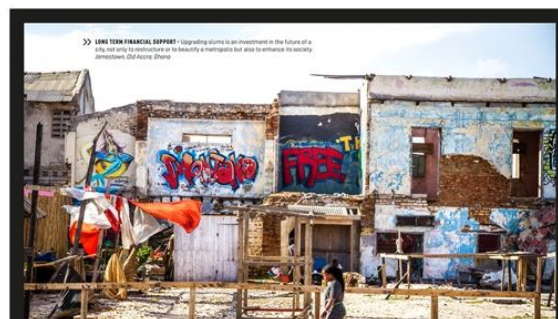 >> LONG TERM FINANCIAL SUPPORT - Upgrading slums is an investment in the future of a
city, not only to restructure or to beautify a metropolis but also to enhance its society.
Jamestown, Old Accra, Ghana
FREE